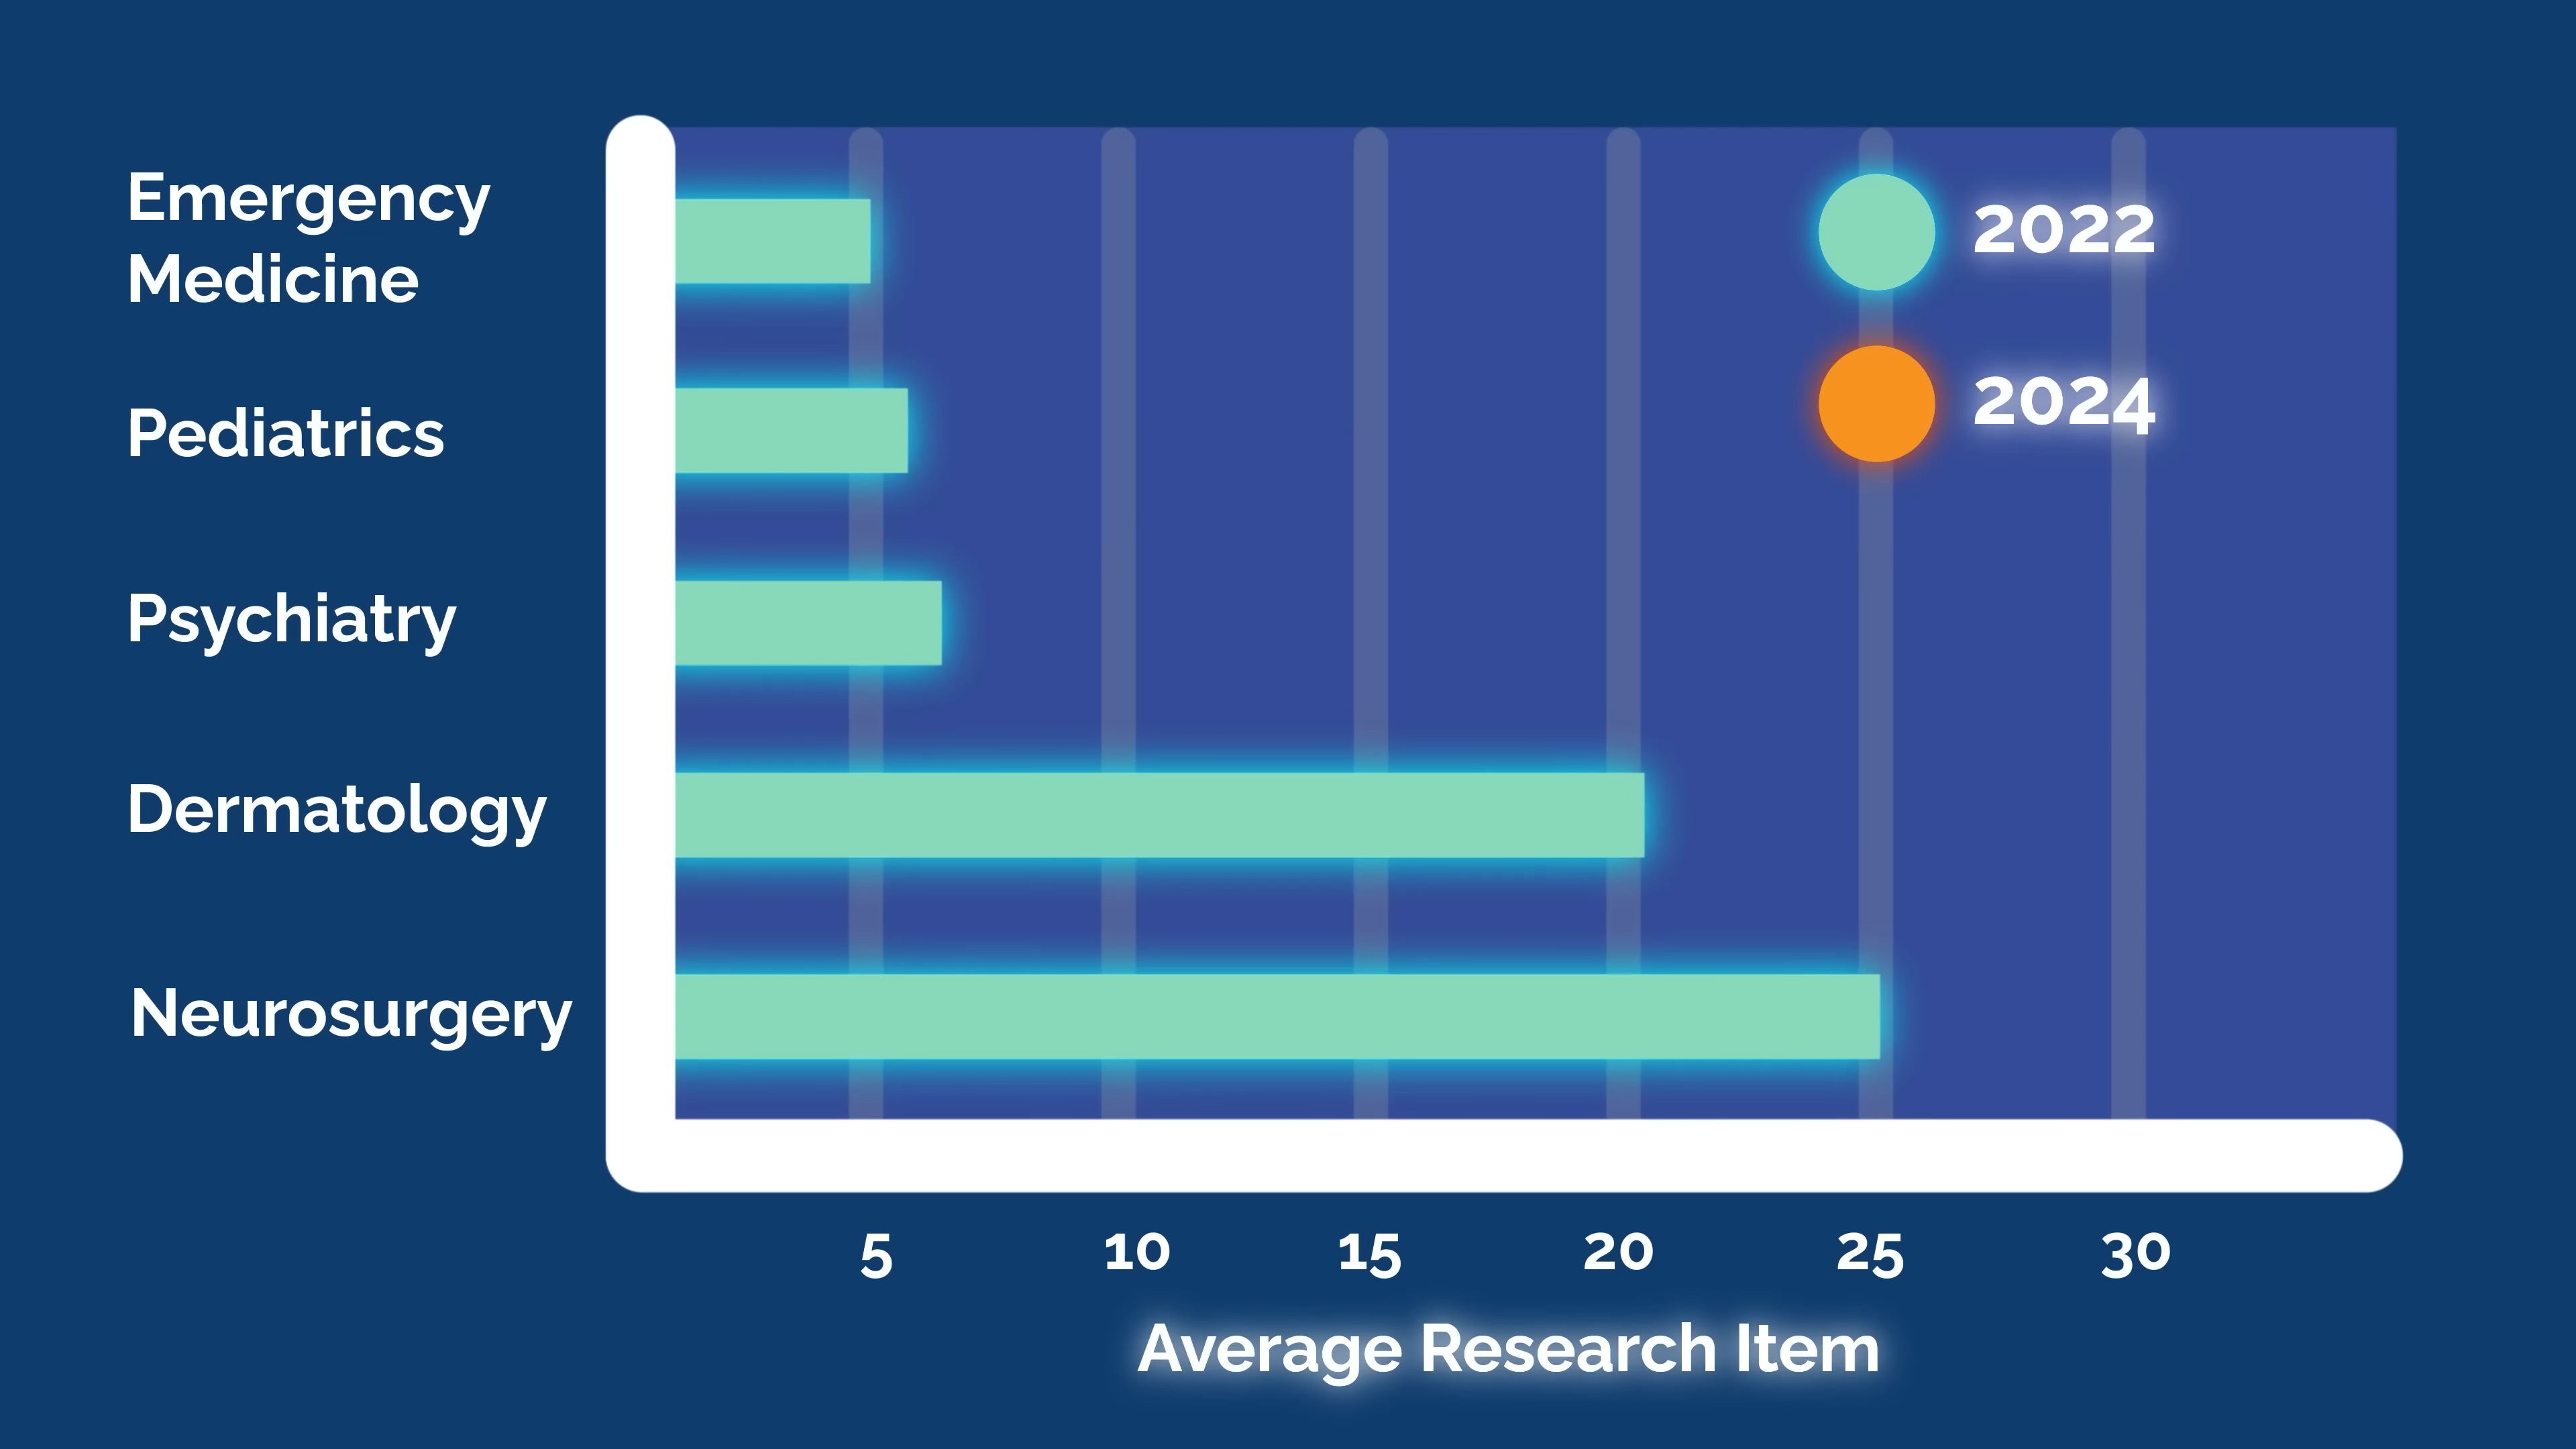 Emergency
Medicine
Pediatrics
Psychiatry
Dermatology
Neurosurgery
2022
2024
5 10 15 20 25 30
Average Research Item